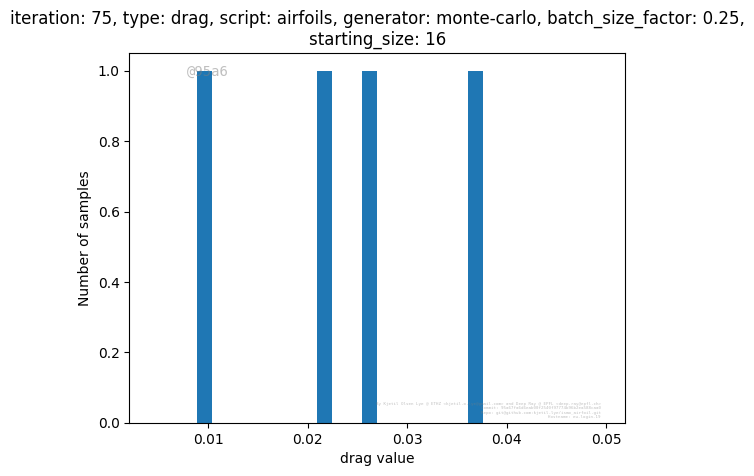 iteration: 75, type: drag, script: airfoils, generator: monte-carlo, batch_size_factor: 0.25,
starting_size: 16
@95a6
1.0
0.8
0.6
0.4
0.2
0.0
Number of samples
0.01
0.02
0.03
0.04
0.05
drag value